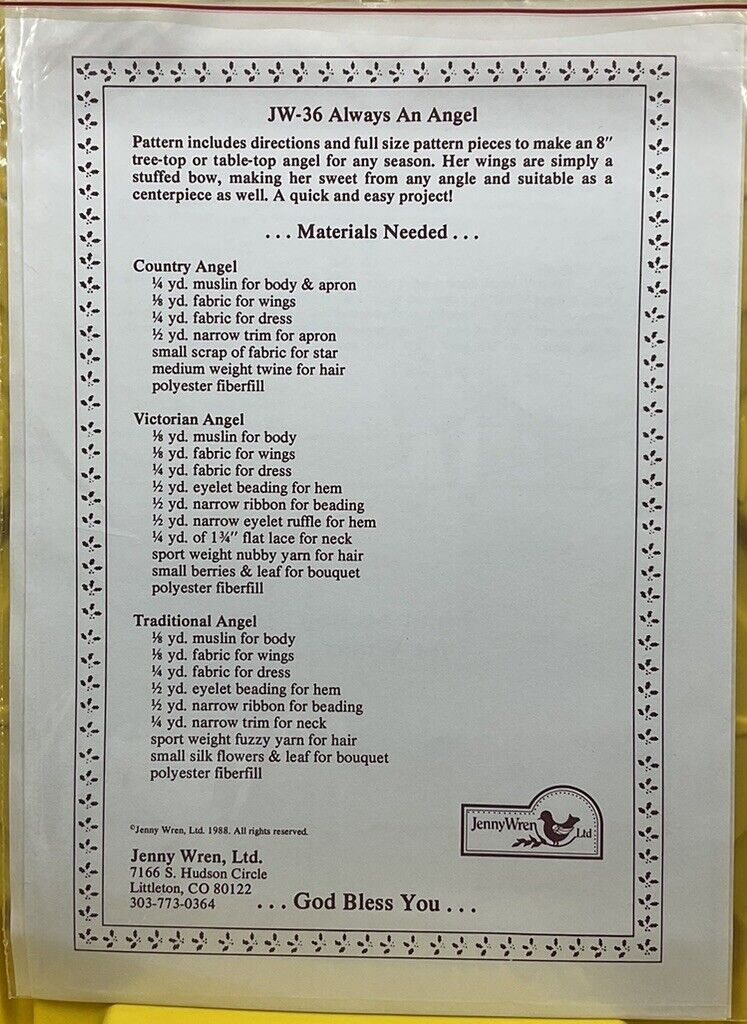 JW-36 Always An Angel
Pattern includes directions and full size pattern pieces to make an 8"
tree-top or table-top angel for any season. Her wings are simply a
stuffed bow, making her sweet from any angle and suitable as a
centerpiece as well. A quick and easy project!
. . . Materials Needed . . .
Country Angel
¼ yd. muslin for body & apron
⅛ yd. fabric for wings
¼ yd. fabric for dress
½ yd. narrow trim for apron
small scrap of fabric for star
medium weight twine for hair
polyester fiberfill
Victorian Angel
⅛ yd. muslin for body
⅛ yd. fabric for wings
¼ yd. fabric for dress
½ yd. eyelet beading for hem
½ yd. narrow ribbon for beading
½ yd. narrow eyelet ruffle for hem
¼ yd. of 1¾" flat lace for neck
sport weight nubby yarn for hair
small berries & leaf for bouquet
polyester fiberfill
Traditional Angel
⅛ yd. muslin for body
⅛ yd. fabric for wings
¼ yd. fabric for dress
½ yd. eyelet beading for hem
½ yd. narrow ribbon for beading
¼ yd. narrow trim for neck
sport weight fuzzy yarn for hair
small silk flowers & leaf for bouquet
polyester fiberfill
©Jenny Wren, Ltd. 1988. All rights reserved.
Jenny Wren, Ltd.
7166 S. Hudson Circle
Littleton, CO 80122
303-773-0364
. . . God Bless You . . .
Jenny Wren Ltd